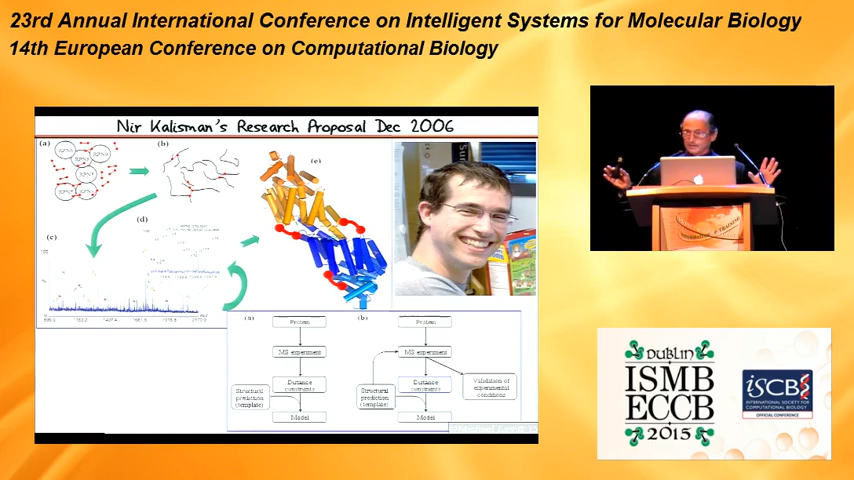 23rd Annual International Conference on Intelligent Systems for Molecular Biology
14th European Conference on Computational Biology
Nir Kalisman's Research Proposal Dec 2006
(a)
(b)
(e)
(c)
(d)
(a)
(b)
Protein
Protein
MS experiment
MS experiment
Distance
constraints
Distance
constraints
Validation of
experimental
conditions
Structural
prediction
(template)
Structural
prediction
(template)
Model
Model
DUBLIN
ISMB
ECCB
2015
iSCB
INTERNATIONAL SOCIETY FOR
COMPUTATIONAL BIOLOGY
OFFICIAL CONFERENCE